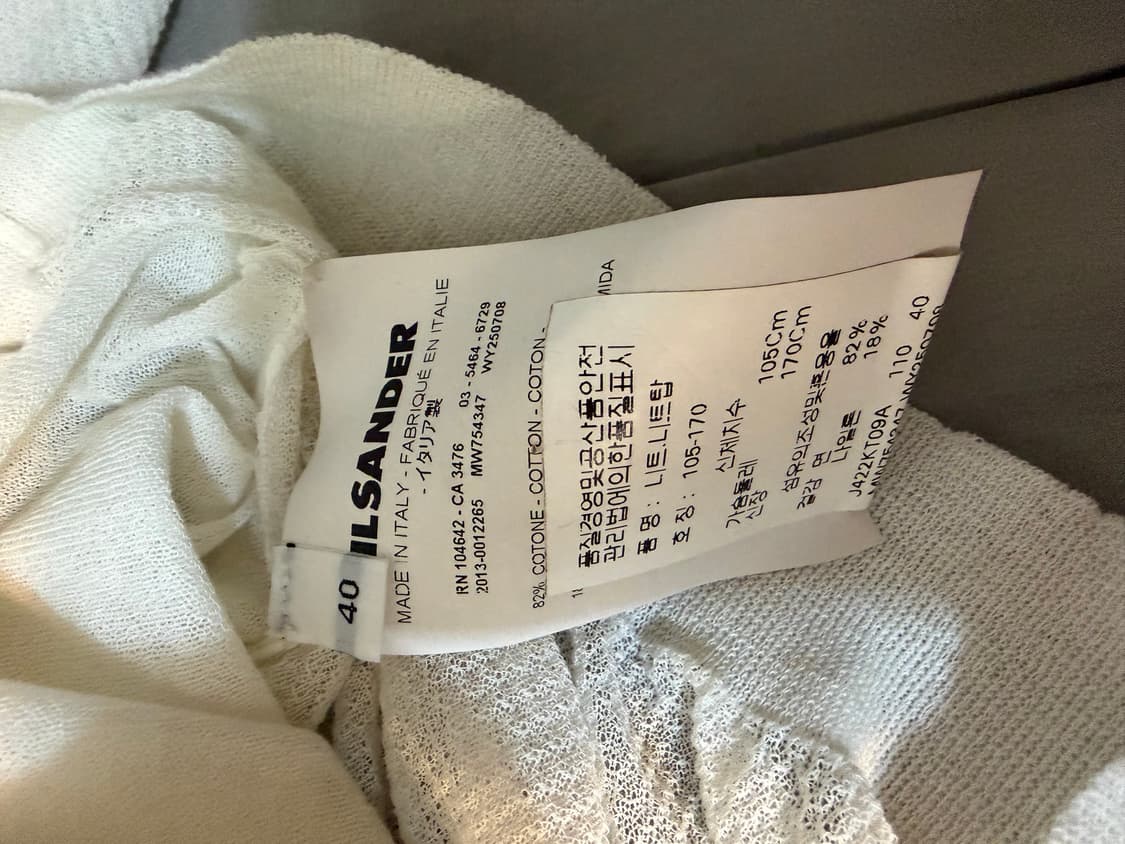 40
ILSANDER
MADE IN ITALY - FABRIQUÉ EN ITALIE
- イタリア製
RN 104642 - CA 3476 03 - 5464 - 6729
2013-0012265 MW754347 WY250708
82% COTONE - COTTON - COTON -
MIDA
품질경영및공산품안전
관리법에의한품질표시
품 명 : 니트,니트탑
호 칭 : 105-170
신체지수
가슴둘레 105Cm
신장 170Cm
섬유의조성및혼용율
겉감 면 82%
나일론 18%
J422KT09A 110 40